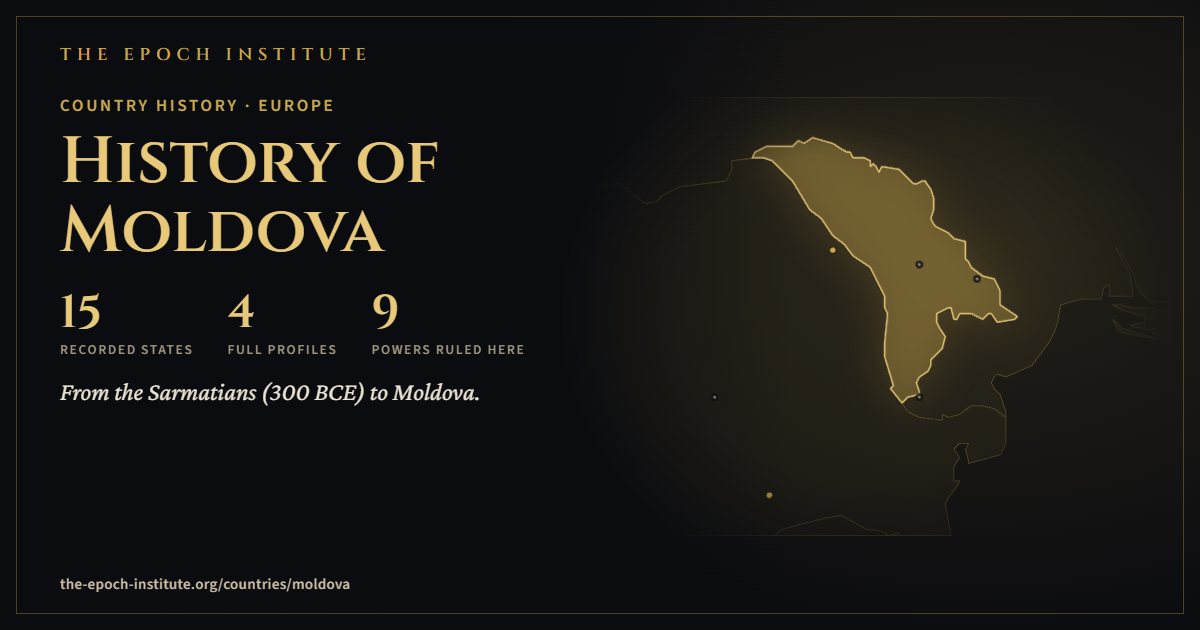 THE EPOCH INSTITUTE
COUNTRY HISTORY · EUROPE
History of
Moldova
15 4 9
RECORDED STATES FULL PROFILES POWERS RULED HERE
From the Sarmatians (300 BCE) to Moldova.
the-epoch-institute.org/countries/moldova